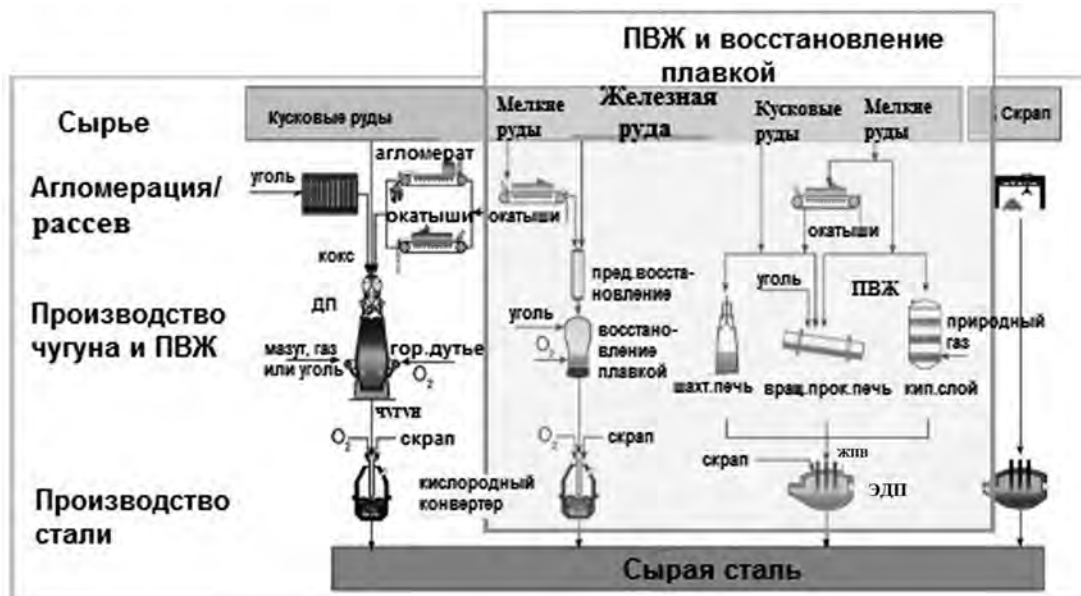 ПВЖ и восстановление
плавкой
Сырье
Кусковые руды
Мелкие
руды
Железная
руда
Кусковые
руды
Мелкие
руды
Скрап
Агломерация/
рассев
уголь
агломерат
окатыши
окатыши
окатыши
кокс
Производство
чугуна и ПВЖ
ДП
мазут, газ
или уголь
гор.дутье
O2
чугун
пред.восста-
новление
уголь
O2
восстано-
вление
плавкой
уголь
ПВЖ
природный
газ
шахт.печь
вращ.прок.печь
кип.слой
Производство
стали
O2
скрап
кислородный
конвертер
O2
скрап
скрап
жпв
ЭДП
Сырая сталь